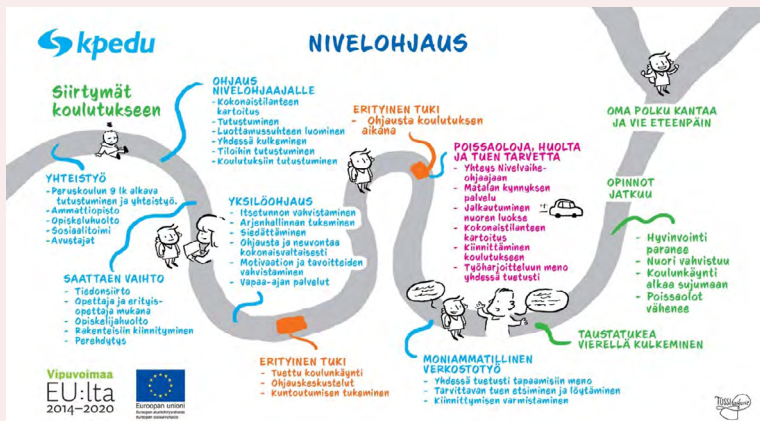 kpedu
NIVELOHJAUS
Siirtymät
koulutukseen
OHJAUS
NIVELOHJAAJALLE
- Kokonaistilanteen
kartoitus
- Tutustuminen
- Luottamussuhteen luominen
- Yhdessä kulkeminen
- Tiloihin tutustuminen
- Koulutuksiin tutustuminen
YHTEISTYÖ
- Peruskoulun 9 lk alkava
tutustuminen ja yhteistyö.
- Ammattiopisto
- Opiskeluhuolto
- Sosiaalitoimi
- Avustajat
SAATTAEN VAIHTO
- Tiedonsiirto
- Opettaja ja erityis-
opettaja mukana
- Opiskelijahuolto
- Rakenteisiin kiinnityminen
- Perehdytys
YKSILÖOHJAUS
- Itsetunnon vahvistaminen
- Arjenhallinnan tukeminen
- Siedättäminen
- Ohjausta ja neuvontaa
kokonaisvaltaisesti
- Motivaation ja tavoitteiden
vahvistaminen
- Vapaa-ajan palvelut
ERITYINEN TUKI
- Tuettu koulunkäynti
- Ohjauskeskustelut
- Kuntoutumisen tukeminen
ERITYINEN TUKI
- Ohjausta koulutuksen
aikana
POISSAOLOJA, HUOLTA
JA TUEN TARVETTA
- Yhteys Nivelvaihe-
ohjaajaan
- Matalan kynnyksen
palvelu
- Jalkautuminen
nuoren luokse
- Kokonaistilanteen
kartoitus
- Kiinnittäminen
koulutukseen
- Työharjoitteluun meno
yhdessä tuetusti
MONIAMMATILLINEN
VERKOSTOTYÖ
- Yhdessä tuetusti tapaamisiin meno
- Tarvittavan tuen etsiminen ja löytäminen
- Kiinnittymisen varmistaminen
TAUSTATUKEA
VIERELLÄ KULKEMINEN
OPINNOT
JATKUU
- Hyvinvointi
paranee
- Nuori vahvistuu
- Koulunkäynti
alkaa sujumaan
- Poissaolot
vähenee
OMA POLKU KANTAA
JA VIE ETEENPÄIN
Vipuvoimaa
EU:lta
2014–2020
Euroopan unioni